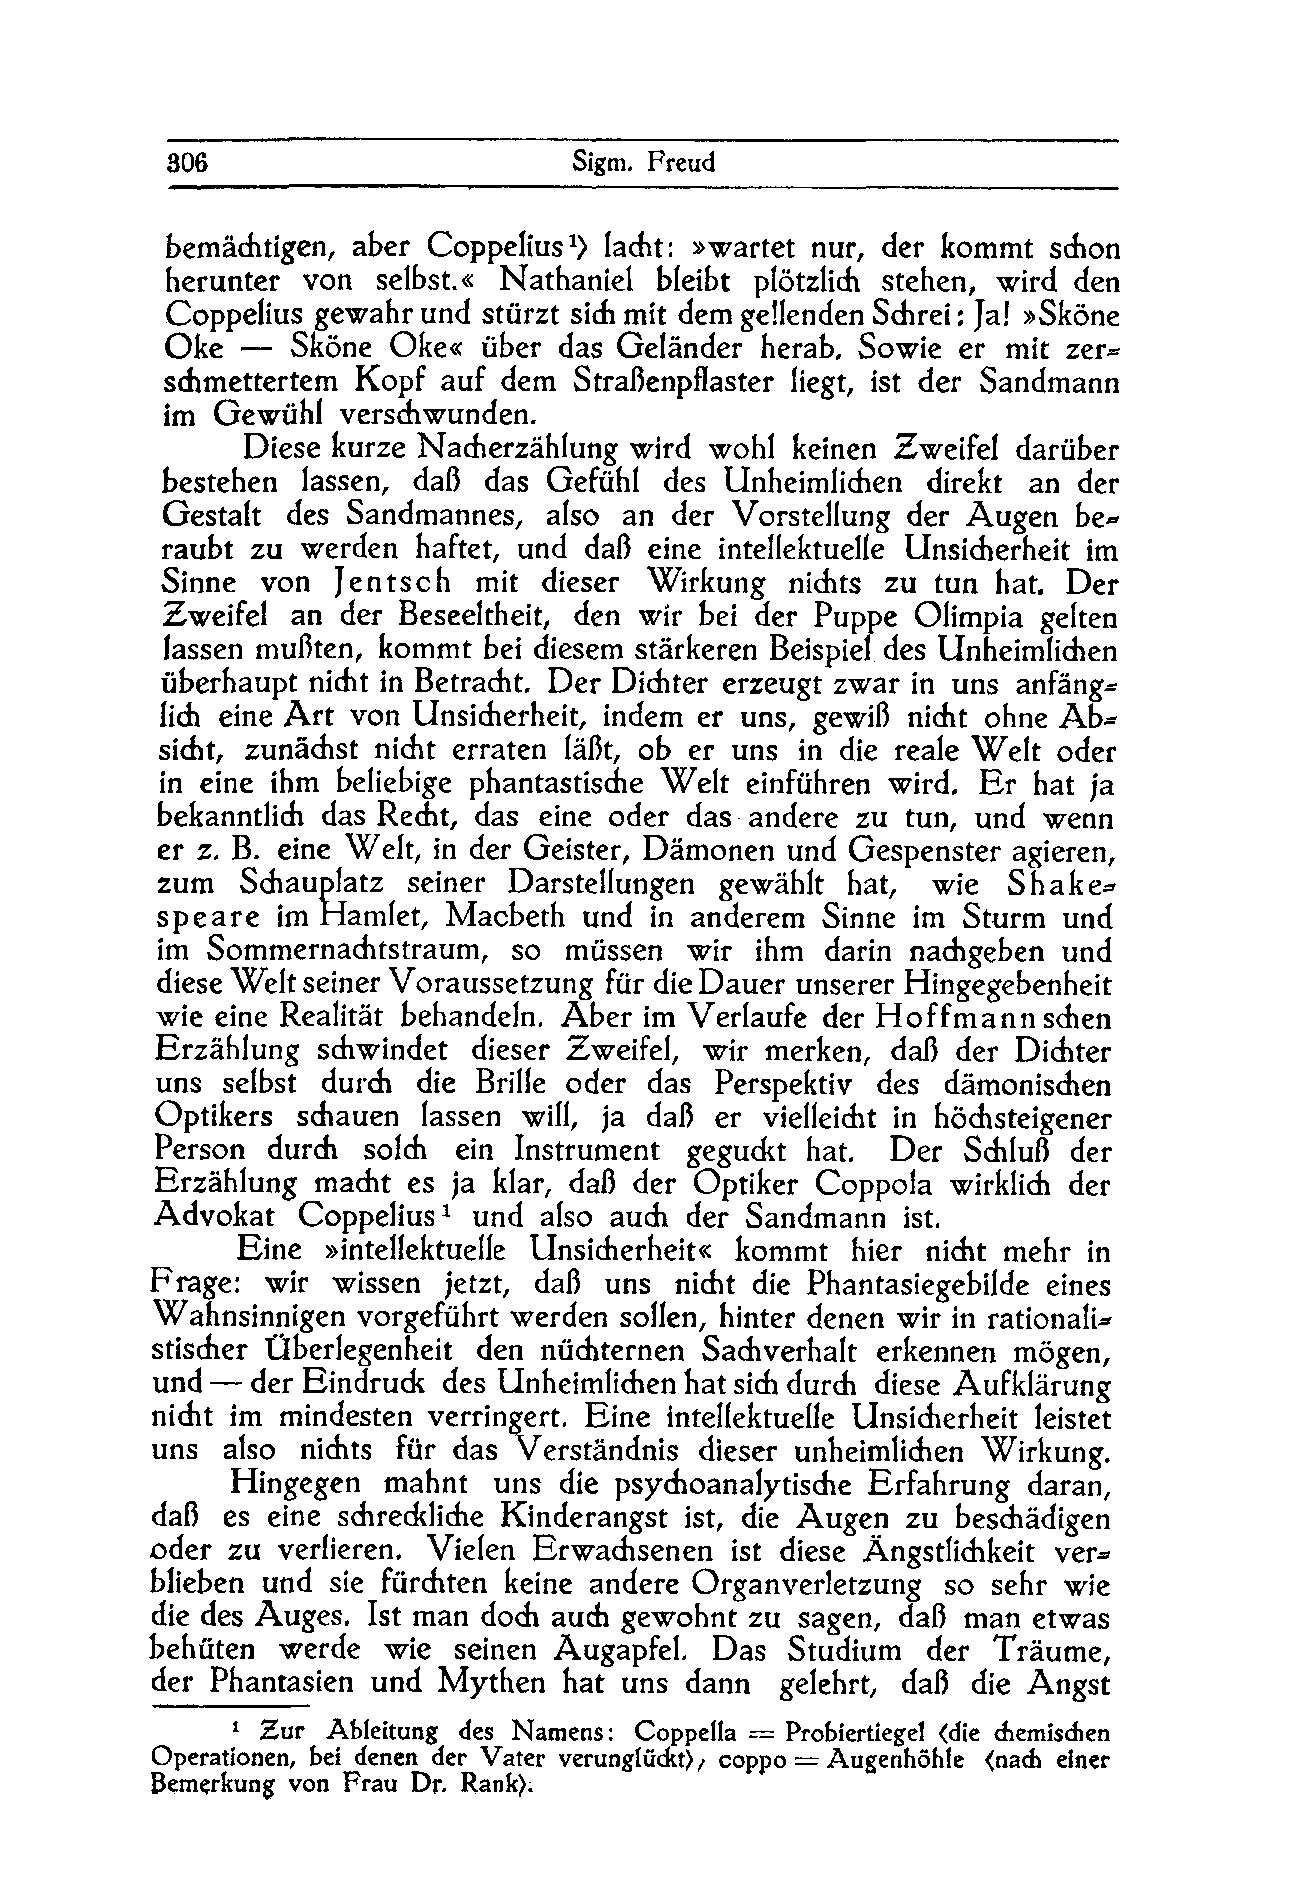 306 Sigm. Freud
bemächtigen, aber Coppelius¹) lacht: »wartet nur, der kommt schon
herunter von selbst.« Nathaniel bleibt plötzlich stehen, wird den
Coppelius gewahr und stürzt sich mit dem gellenden Schrei: Ja! »Sköne
Oke — Sköne Oke« über das Geländer herab. Sowie er mit zer-
schmettertem Kopf auf dem Straßenpflaster liegt, ist der Sandmann
im Gewühl verschwunden.
Diese kurze Nacherzählung wird wohl keinen Zweifel darüber
bestehen lassen, daß das Gefühl des Unheimlichen direkt an der
Gestalt des Sandmannes, also an der Vorstellung der Augen be-
raubt zu werden haftet, und daß eine intellektuelle Unsicherheit im
Sinne von Jentsch mit dieser Wirkung nichts zu tun hat. Der
Zweifel an der Beseeltheit, den wir bei der Puppe Olimpia gelten
lassen mußten, kommt bei diesem stärkeren Beispiel des Unheimlichen
überhaupt nicht in Betracht. Der Dichter erzeugt zwar in uns anfäng-
lich eine Art von Unsicherheit, indem er uns, gewiß nicht ohne Ab-
sicht, zunächst nicht erraten läßt, ob er uns in die reale Welt oder
in eine ihm beliebige phantastische Welt einführen wird. Er hat ja
bekanntlich das Recht, das eine oder das andere zu tun, und wenn
er z. B. eine Welt, in der Geister, Dämonen und Gespenster agieren,
zum Schauplatz seiner Darstellungen gewählt hat, wie Shake-
speare im Hamlet, Macbeth und in anderem Sinne im Sturm und
im Sommernachtstraum, so müssen wir ihm darin nachgeben und
diese Welt seiner Voraussetzung für die Dauer unserer Hingegebenheit
wie eine Realität behandeln. Aber im Verlaufe der Hoffmannschen
Erzählung schwindet dieser Zweifel, wir merken, daß der Dichter
uns selbst durch die Brille oder das Perspektiv des dämonischen
Optikers schauen lassen will, ja daß er vielleicht in höchsteigener
Person durch solch ein Instrument geguckt hat. Der Schluß der
Erzählung macht es ja klar, daß der Optiker Coppola wirklich der
Advokat Coppelius¹ und also auch der Sandmann ist.
Eine »intellektuelle Unsicherheit« kommt hier nicht mehr in
Frage: wir wissen jetzt, daß uns nicht die Phantasiegebilde eines
Wahnsinnigen vorgeführt werden sollen, hinter denen wir in rationali-
stischer Überlegenheit den nüchternen Sachverhalt erkennen mögen,
und — der Eindruck des Unheimlichen hat sich durch diese Aufklärung
nicht im mindesten verringert. Eine intellektuelle Unsicherheit leistet
uns also nichts für das Verständnis dieser unheimlichen Wirkung.
Hingegen mahnt uns die psychoanalytische Erfahrung daran,
daß es eine schreckliche Kinderangst ist, die Augen zu beschädigen
oder zu verlieren. Vielen Erwachsenen ist diese Ängstlichkeit ver-
blieben und sie fürchten keine andere Organverletzung so sehr wie
die des Auges. Ist man doch auch gewohnt zu sagen, daß man etwas
behüten werde wie seinen Augapfel. Das Studium der Träume,
der Phantasien und Mythen hat uns dann gelehrt, daß die Angst
¹ Zur Ableitung des Namens: Coppella = Probiertiegel (die chemischen
Operationen, bei denen der Vater verunglückt); coppo = Augenhöhle (nach einer
Bemerkung von Frau Dr. Rank).